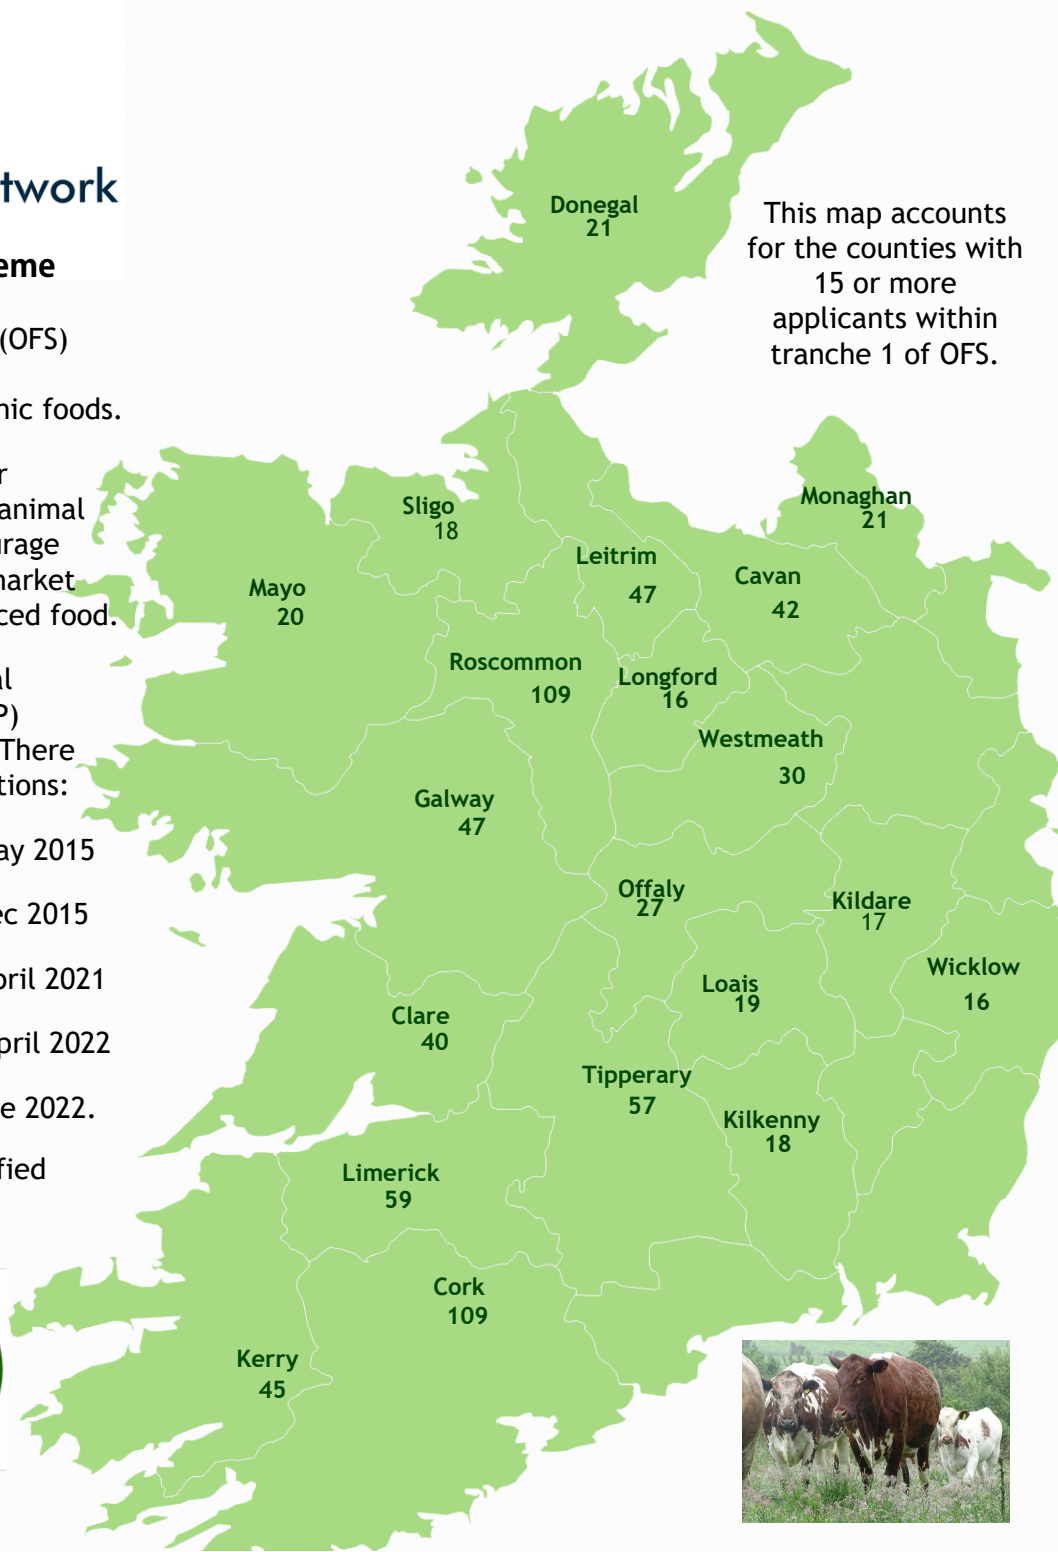 twork
eme
(OFS)
nic foods.
r
animal
rage
market
ced food.
al
P)
There
tions:
ay 2015
ec 2015
pril 2021
pril 2022
e 2022.
fied
This map accounts
for the counties with
15 or more
applicants within
tranche 1 of OFS.
Donegal
21
Sligo
18
Monaghan
21
Leitrim
47
Cavan
42
Mayo
20
Roscommon
109
Longford
16
Westmeath
30
Galway
47
Offaly
27
Kildare
17
Wicklow
16
Loais
19
Clare
40
Tipperary
57
Kilkenny
18
Limerick
59
Cork
109
Kerry
45